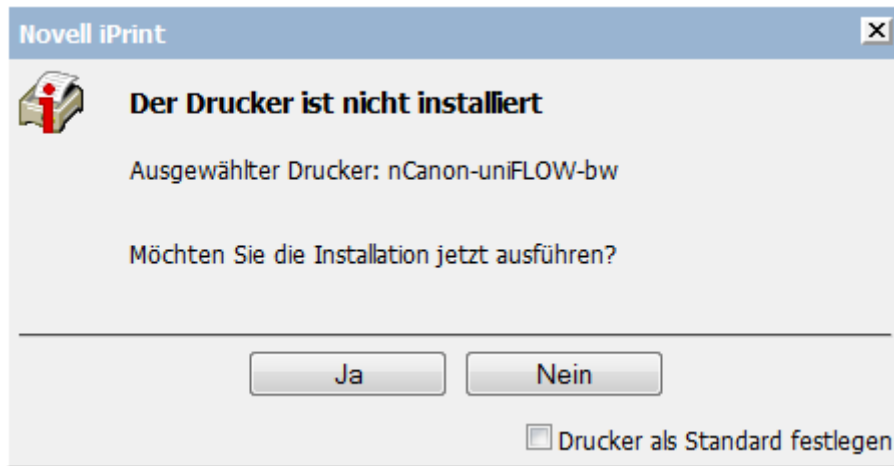 Novell iPrint
Der Drucker ist nicht installiert
Ausgewählter Drucker: nCanon-uniFLOW-bw
Möchten Sie die Installation jetzt ausführen?
Ja Nein
Drucker als Standard festlegen